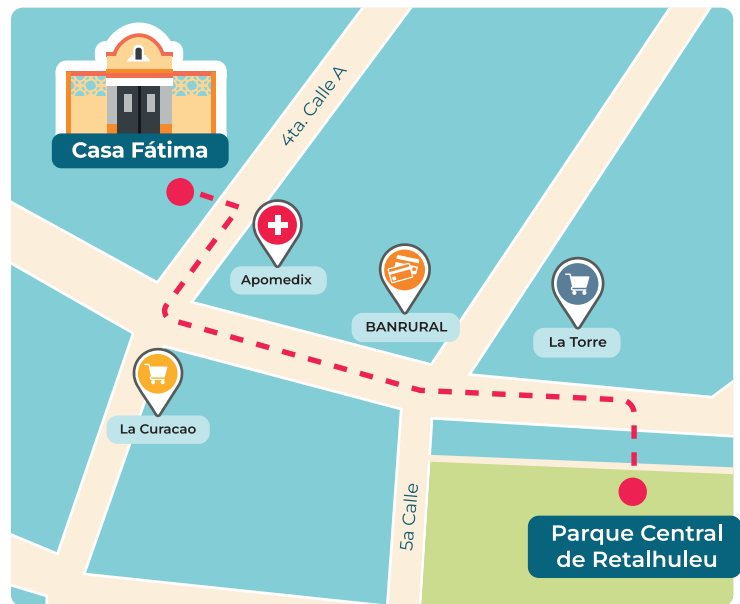 4ta. Calle A
Casa Fátima
Apomedix
BANRURAL
La Torre
La Curacao
5a Calle
Parque Central
de Retalhuleu